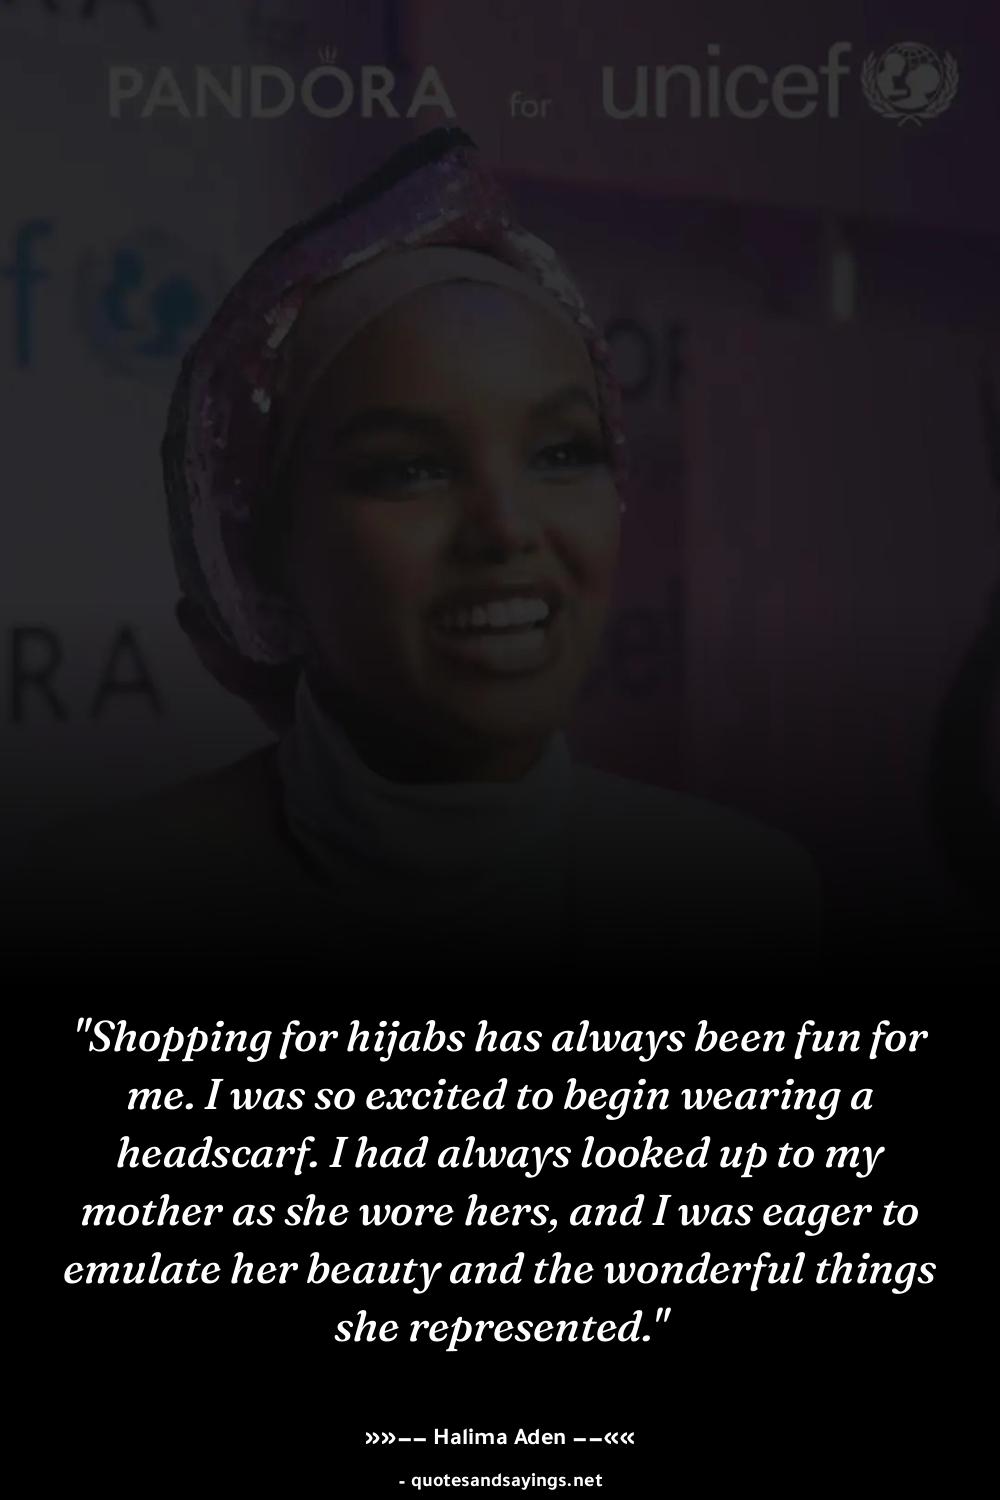 PANDORA for unicef
f
OF
RA
"Shopping for hijabs has always been fun for
me. I was so excited to begin wearing a
headscarf. I had always looked up to my
mother as she wore hers, and I was eager to
emulate her beauty and the wonderful things
she represented."
»»–– Halima Aden ––««
- quotesandsayings.net